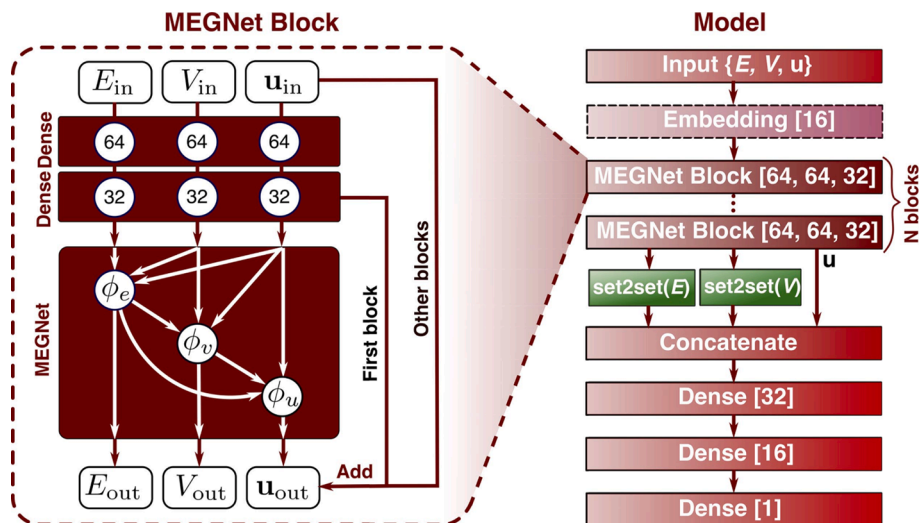 MEGNet Block
E_in V_in u_in
Dense
64 64 64
Dense
32 32 32
MEGNet
ϕ_e
ϕ_v
ϕ_u
First block
Other blocks
Add
E_out V_out u_out
Model
Input {E, V, u}
Embedding [16]
MEGNet Block [64, 64, 32]
⋮
MEGNet Block [64, 64, 32]
N blocks
u
set2set(E) set2set(V)
Concatenate
Dense [32]
Dense [16]
Dense [1]